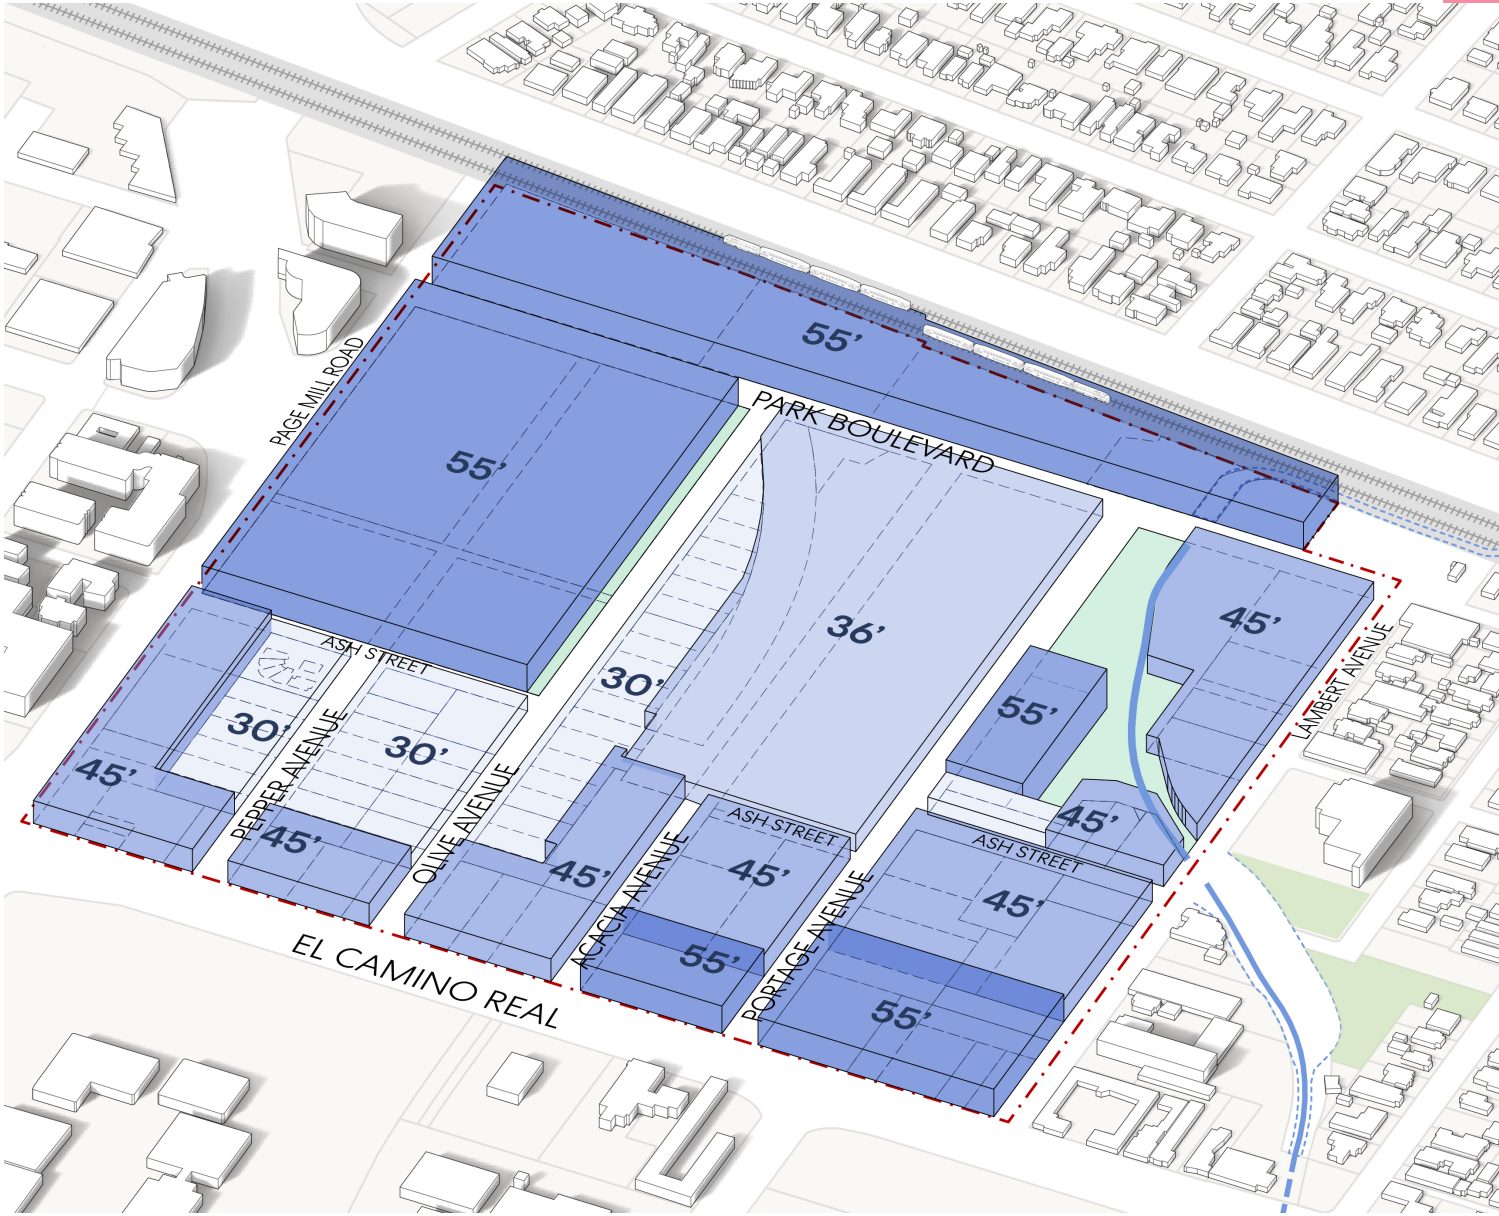 55’
PAGE MILL ROAD
PARK BOULEVARD
55’
36’
45’
LAMBERT AVENUE
ASH STREET
30’
55’
30’
30’
45’
PEPPER AVENUE
45’
OLIVE AVENUE
45’
ACACIA AVENUE
ASH STREET
45’
45’
ASH STREET
45’
55’
PORTAGE AVENUE
55’
EL CAMINO REAL